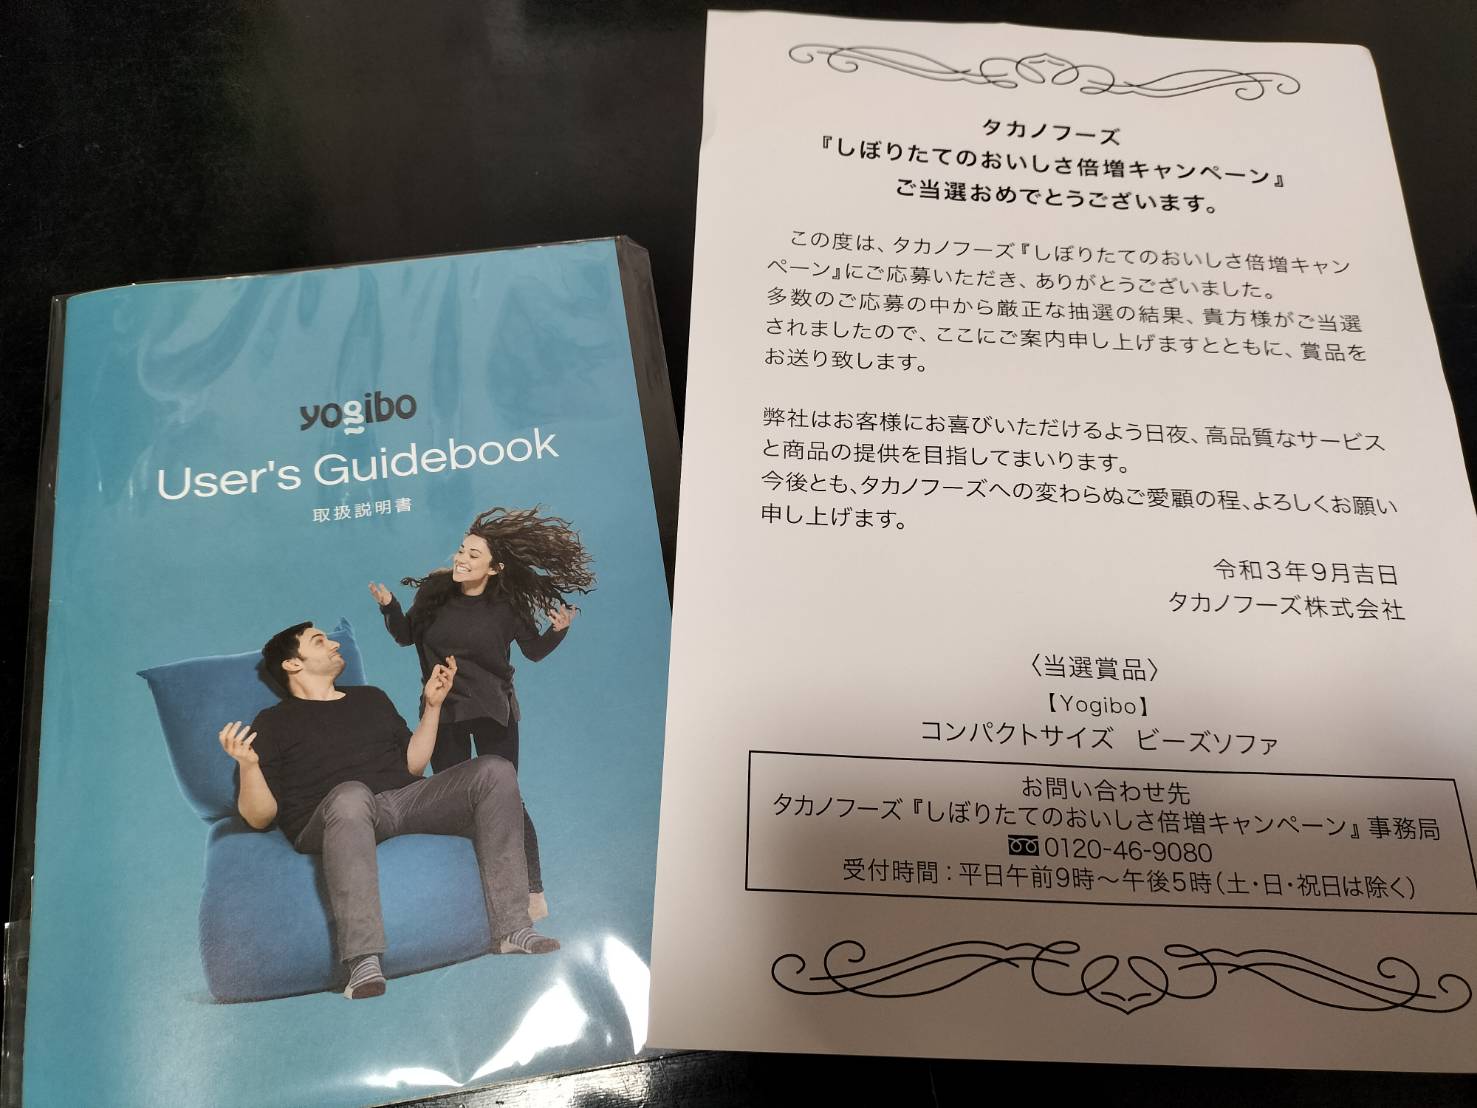 yogibo
User's Guidebook
取扱説明書
タカノフーズ
『しぼりたてのおいしさ倍増キャンペーン』
ご当選おめでとうございます。
この度は、タカノフーズ『しぼりたてのおいしさ倍増キャン
ペーン』にご応募いただき、ありがとうございました。
多数のご応募の中から厳正な抽選の結果、貴方様がご当選
されましたので、ここにご案内申し上げますとともに、賞品を
お送り致します。
弊社はお客様にお喜びいただけるよう日夜、高品質なサービス
と商品の提供を目指してまいります。
今後とも、タカノフーズへの変わらぬご愛顧の程、よろしくお願い
申し上げます。
令和3年9月吉日
タカノフーズ株式会社
〈当選賞品〉
【Yogibo】
コンパクトサイズ ビーズソファ
お問い合わせ先
タカノフーズ『しぼりたてのおいしさ倍増キャンペーン』事務局
0120-46-9080
受付時間：平日午前9時～午後5時（土・日・祝日は除く）